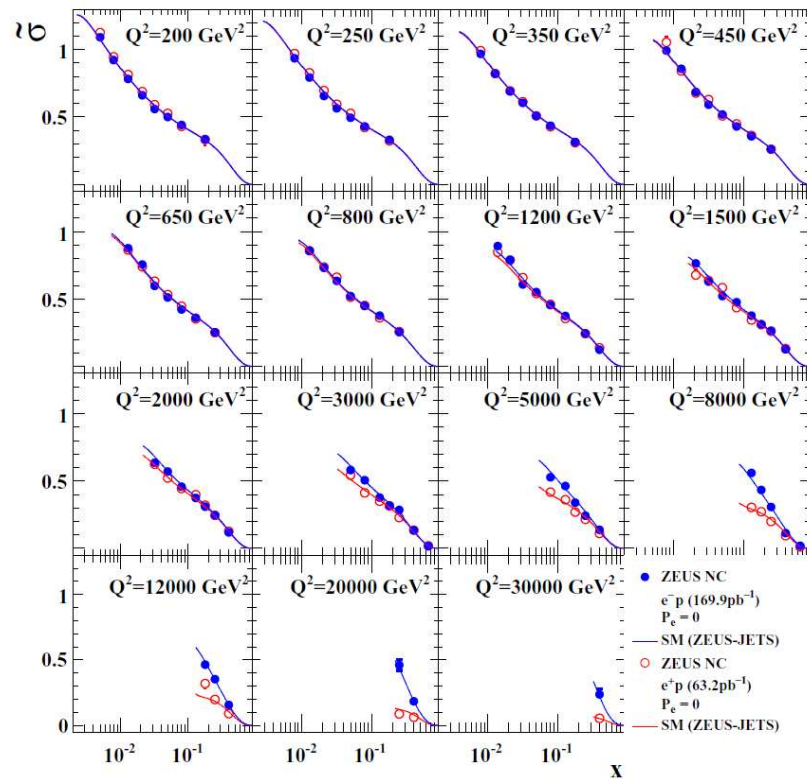 σ̃
Q²=200 GeV² Q²=250 GeV² Q²=350 GeV² Q²=450 GeV²
1
0.5
Q²=650 GeV² Q²=800 GeV² Q²=1200 GeV² Q²=1500 GeV²
1
0.5
Q²=2000 GeV² Q²=3000 GeV² Q²=5000 GeV² Q²=8000 GeV²
1
0.5
0
Q²=12000 GeV² Q²=20000 GeV² Q²=30000 GeV²
1
0.5
0
ZEUS NC
e⁻p (169.9pb⁻¹)
Pₑ = 0
SM (ZEUS-JETS)
ZEUS NC
e⁺p (63.2pb⁻¹)
Pₑ = 0
SM (ZEUS-JETS)
10⁻² 10⁻¹ 10⁻² 10⁻¹ 10⁻² 10⁻¹
x